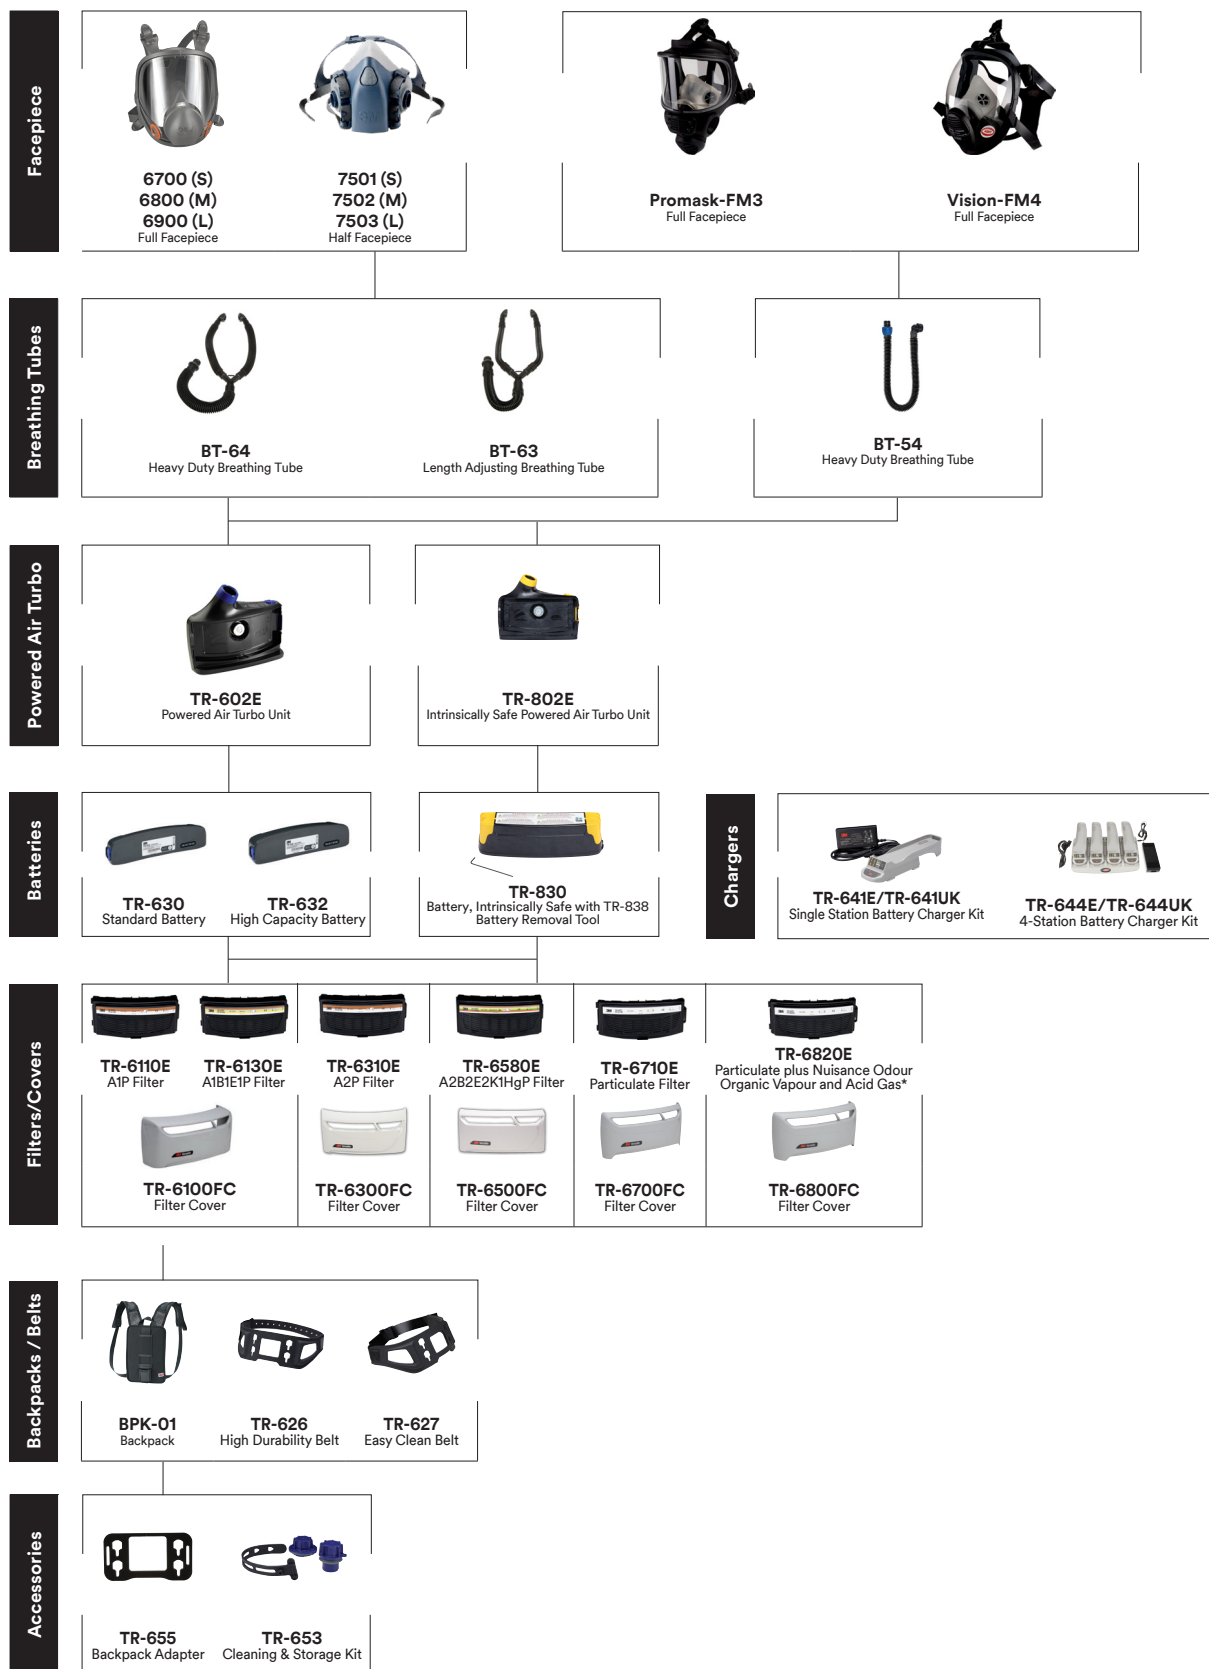 Facepiece
6700 (S)
6800 (M)
6900 (L)
Full Facepiece
7501 (S)
7502 (M)
7503 (L)
Half Facepiece
Promask-FM3
Full Facepiece
Vision-FM4
Full Facepiece
Breathing Tubes
BT-64
Heavy Duty Breathing Tube
BT-63
Length Adjusting Breathing Tube
BT-54
Heavy Duty Breathing Tube
Powered Air Turbo
TR-602E
Powered Air Turbo Unit
TR-802E
Intrinsically Safe Powered Air Turbo Unit
Batteries
TR-630
Standard Battery
TR-632
High Capacity Battery
TR-830
Battery, Intrinsically Safe with TR-838
Battery Removal Tool
Chargers
TR-641E/TR-641UK
Single Station Battery Charger Kit
TR-644E/TR-644UK
4-Station Battery Charger Kit
Filters/Covers
TR-6110E
A1P Filter
TR-6130E
A1B1E1P Filter
TR-6310E
A2P Filter
TR-6580E
A2B2E2K1HgP Filter
TR-6710E
Particulate Filter
TR-6820E
Particulate plus Nuisance Odour
Organic Vapour and Acid Gas*
TR-6100FC
Filter Cover
TR-6300FC
Filter Cover
TR-6500FC
Filter Cover
TR-6700FC
Filter Cover
TR-6800FC
Filter Cover
Backpacks / Belts
BPK-01
Backpack
TR-626
High Durability Belt
TR-627
Easy Clean Belt
Accessories
TR-655
Backpack Adapter
TR-653
Cleaning & Storage Kit